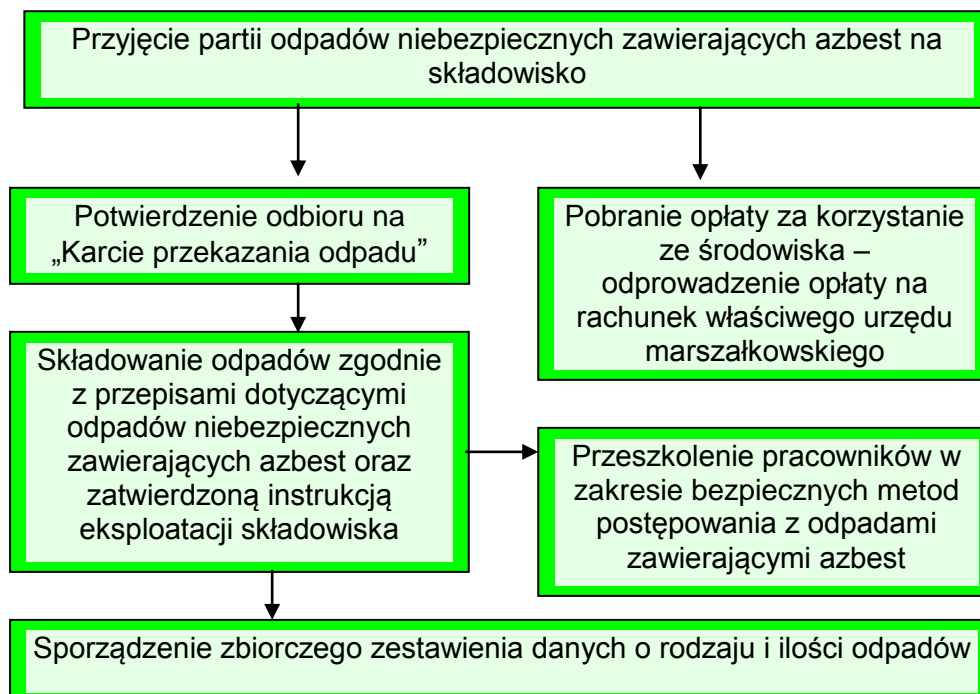 Przyjęcie partii odpadów niebezpiecznych zawierających azbest na
składowisko
Potwierdzenie odbioru na
„Karcie przekazania odpadu”
Pobranie opłaty za korzystanie
ze środowiska –
odprowadzenie opłaty na
rachunek właściwego urzędu
marszałkowskiego
Składowanie odpadów zgodnie
z przepisami dotyczącymi
odpadów niebezpiecznych
zawierających azbest oraz
zatwierdzoną instrukcją
eksploatacji składowiska
Przeszkolenie pracowników w
zakresie bezpiecznych metod
postępowania z odpadami
zawierającymi azbest
Sporządzenie zbiorczego zestawienia danych o rodzaju i ilości odpadów